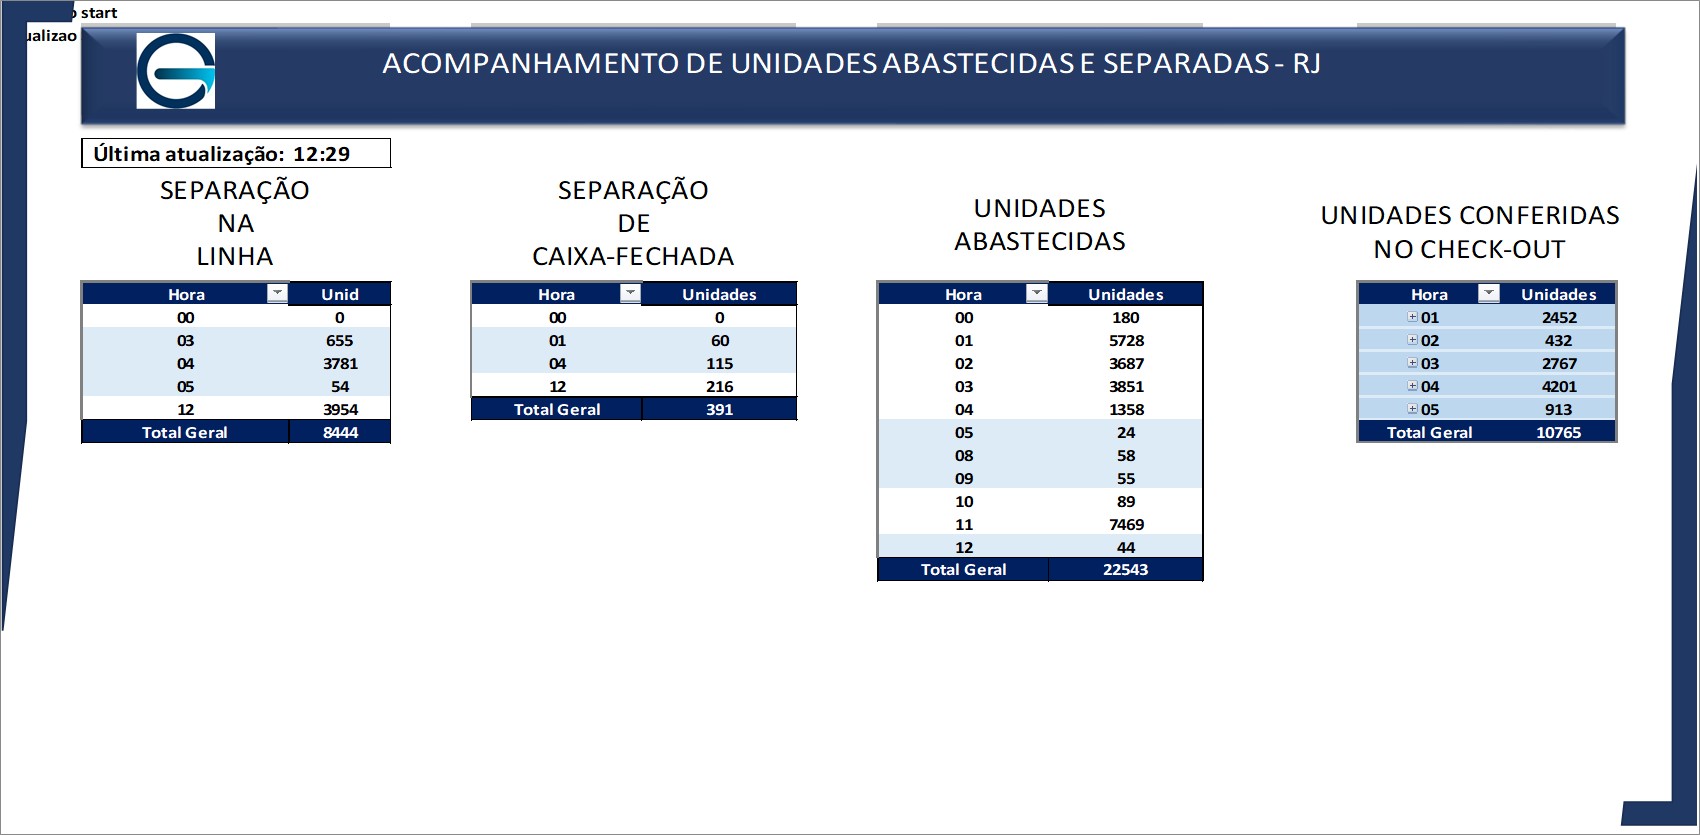 start
ACOMPANHAMENTO DE UNIDADES ABASTECIDAS E SEPARADAS - RJ
Última atualização: 12:29
SEPARAÇÃO
NA
LINHA
Hora Unid
00 0
03 655
04 3781
05 54
12 3954
Total Geral 8444
SEPARAÇÃO
DE
CAIXA-FECHADA
Hora Unidades
00 0
01 60
04 115
12 216
Total Geral 391
UNIDADES
ABASTECIDAS
Hora Unidades
00 180
01 5728
02 3687
03 3851
04 1358
05 24
08 58
09 55
10 89
11 7469
12 44
Total Geral 22543
UNIDADES CONFERIDAS
NO CHECK-OUT
Hora Unidades
01 2452
02 432
03 2767
04 4201
05 913
Total Geral 10765